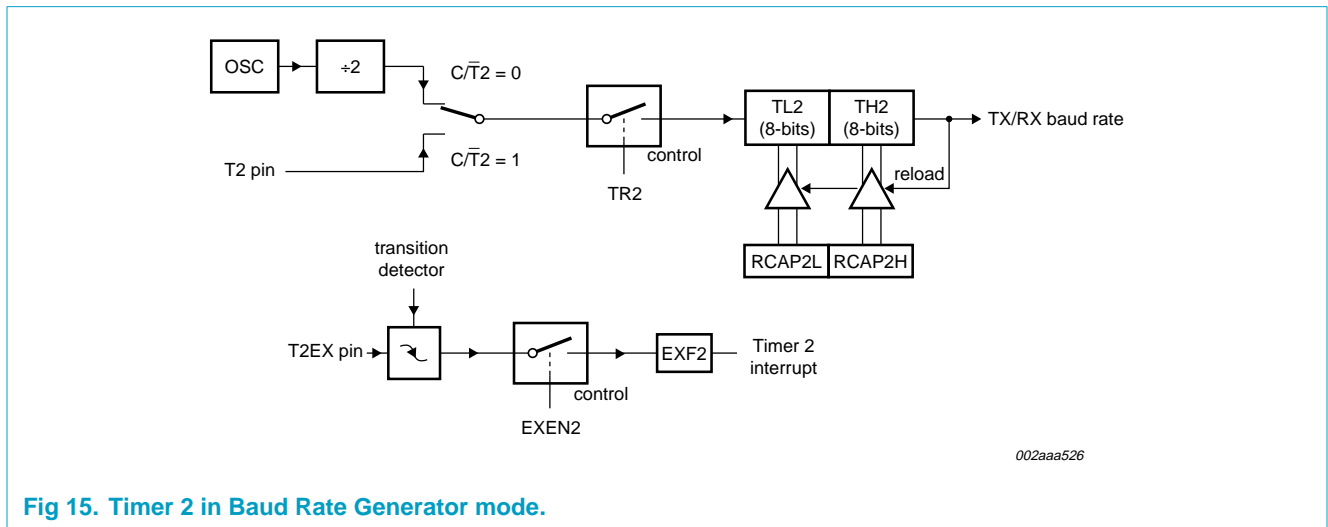 OSC
÷2
C/T̅2 = 0
C/T̅2 = 1
T2 pin
control
TR2
TL2
(8-bits)
TH2
(8-bits)
TX/RX baud rate
reload
RCAP2L
RCAP2H
transition
detector
T2EX pin
control
EXEN2
EXF2
Timer 2
interrupt
002aaa526
Fig 15. Timer 2 in Baud Rate Generator mode.